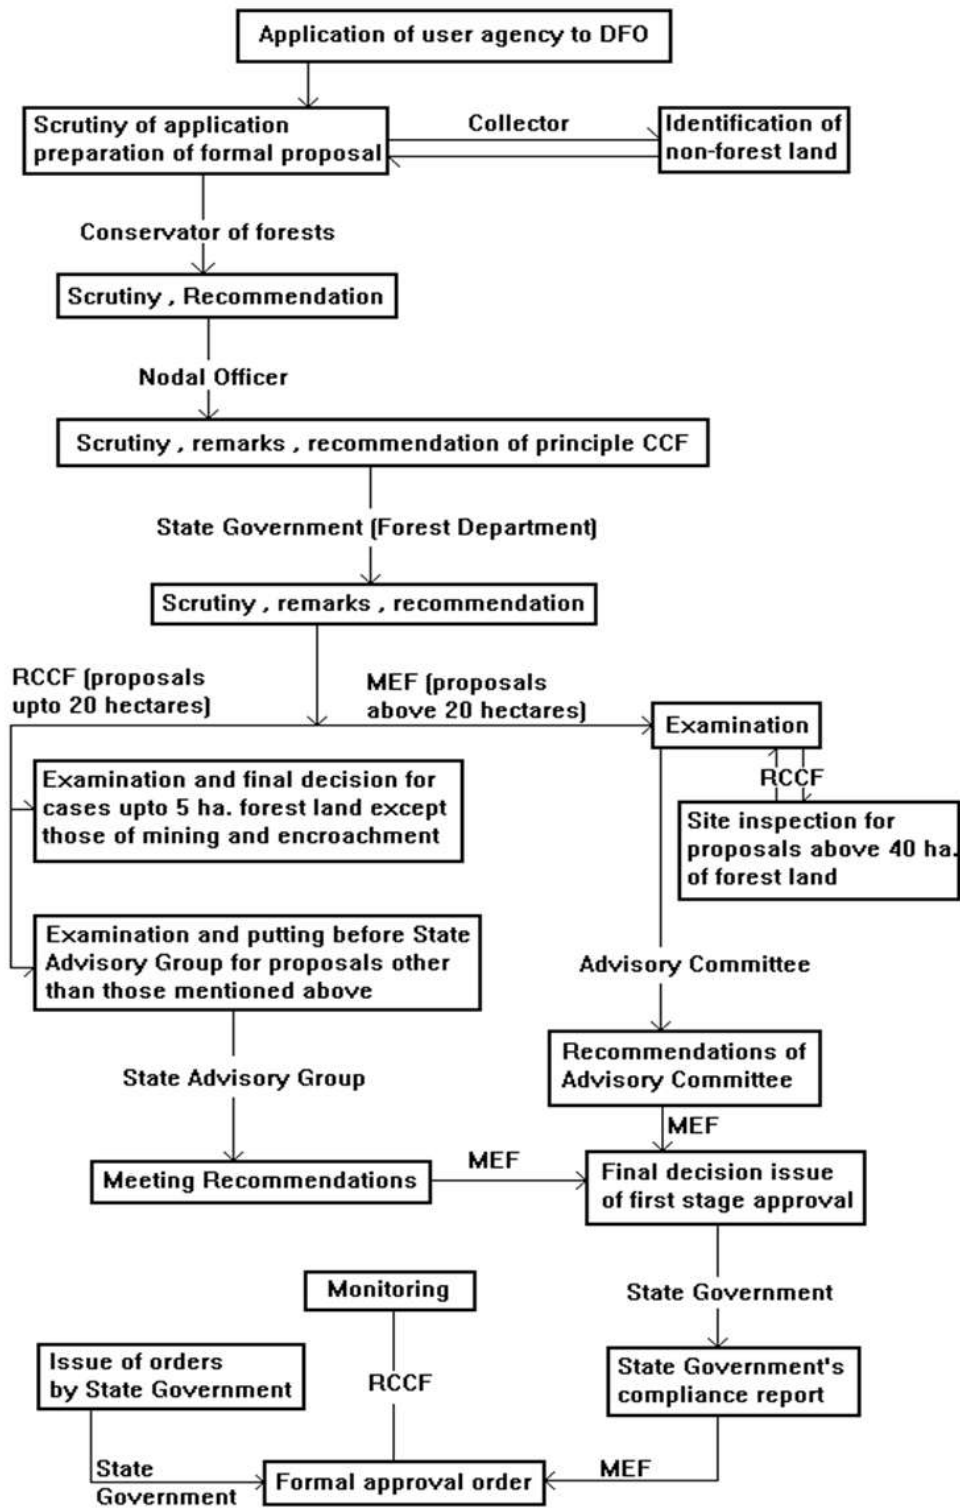 Application of user agency to DFO
Scrutiny of application
preparation of formal proposal
Collector
Identification of
non-forest land
Conservator of forests
Scrutiny , Recommendation
Nodal Officer
Scrutiny , remarks , recommendation of principle CCF
State Government (Forest Department)
Scrutiny , remarks , recommendation
RCCF (proposals
upto 20 hectares)
MEF (proposals
above 20 hectares)
Examination
RCCF
Site inspection for
proposals above 40 ha.
of forest land
Examination and final decision for
cases upto 5 ha. forest land except
those of mining and encroachment
Examination and putting before State
Advisory Group for proposals other
than those mentioned above
Advisory Committee
Recommendations of
Advisory Committee
State Advisory Group
MEF
Meeting Recommendations
MEF
Final decision issue
of first stage approval
State Government
Monitoring
Issue of orders
by State Government
RCCF
State Government's
compliance report
State
Government
Formal approval order
MEF